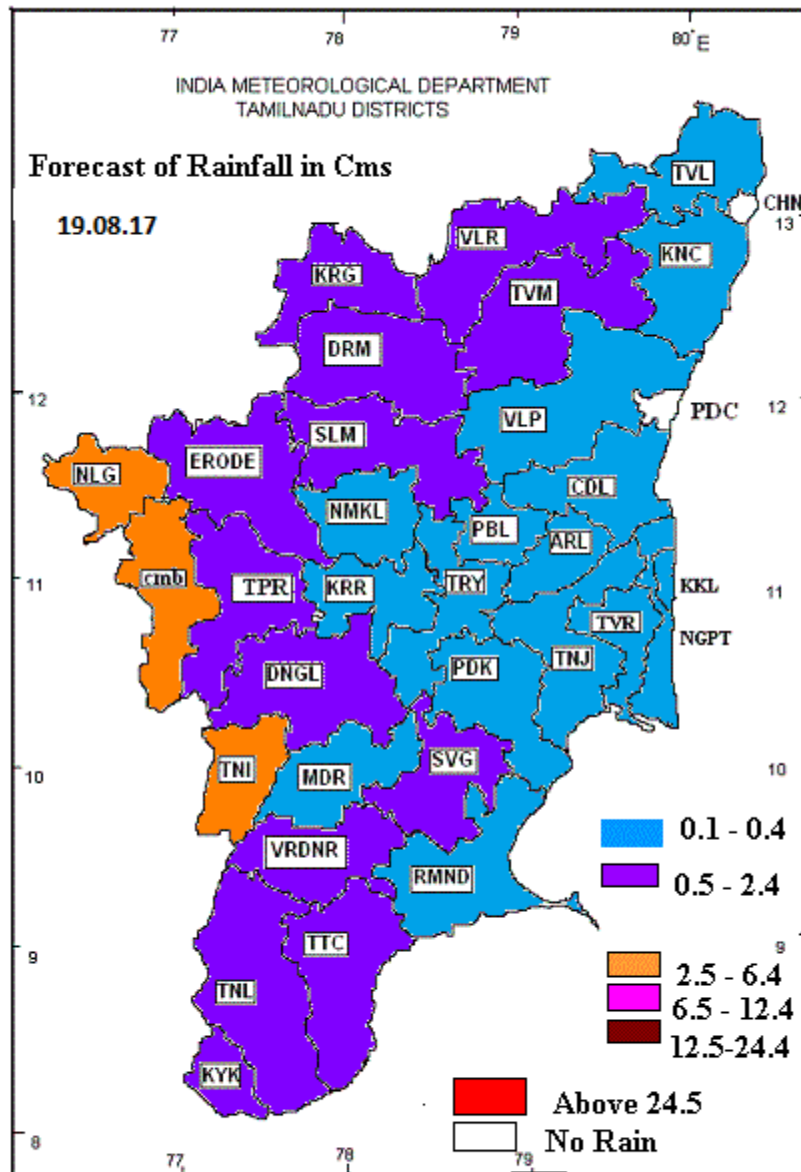 77 78 79 80°E
INDIA METEOROLOGICAL DEPARTMENT
TAMILNADU DISTRICTS
Forecast of Rainfall in Cms
19.08.17
TVL
CHN
13
VLR
KNC
KRG
TVM
DRM
12
PDC
12
VLP
SLM
ERODE
NLG
CDL
NMKL
PBL
ARL
11
cmb
TPR
KRR
TRY
KKL
11
TVR
NGPT
DNGL
PDK
TNJ
10
TNI
MDR
SVG
10
0.1 - 0.4
VRDNR
RMND
0.5 - 2.4
9
TTC
9
2.5 - 6.4
TNL
6.5 - 12.4
12.5-24.4
KYK
Above 24.5
8
No Rain
77 78 79